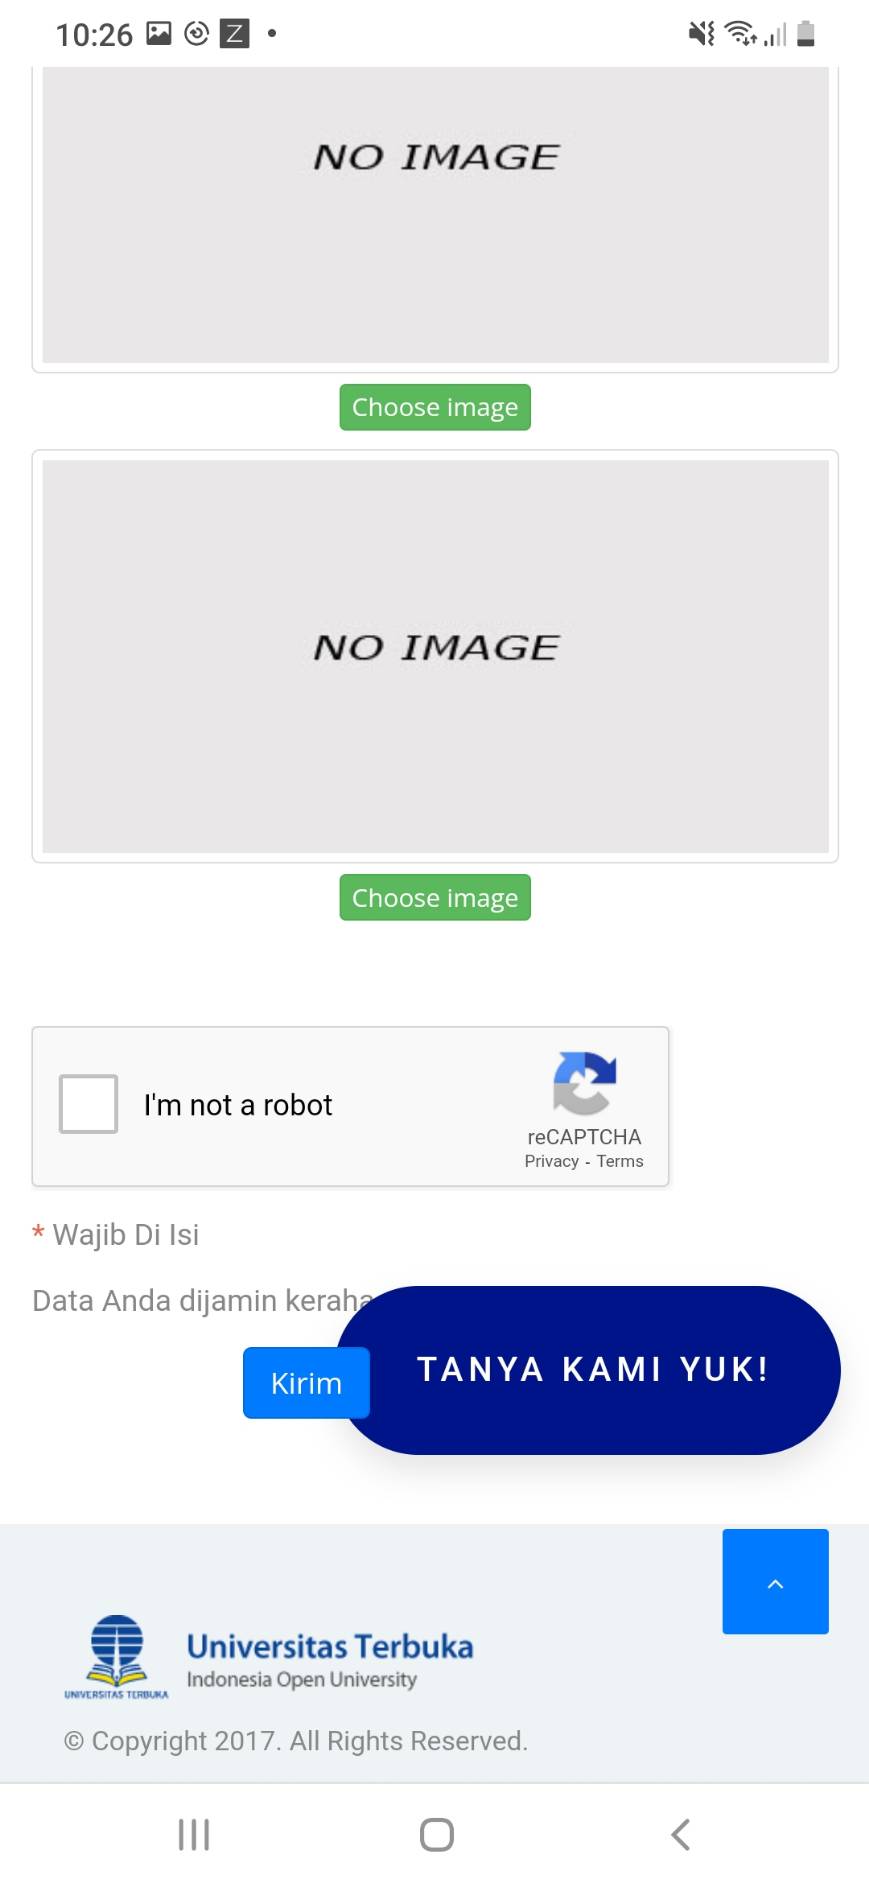 10:26
NO IMAGE
Choose image
NO IMAGE
Choose image
I'm not a robot
reCAPTCHA
Privacy - Terms
* Wajib Di Isi
Data Anda dijamin keraha
Kirim
TANYA KAMI YUK!
Universitas Terbuka
Indonesia Open University
UNIVERSITAS TERBUKA
© Copyright 2017. All Rights Reserved.